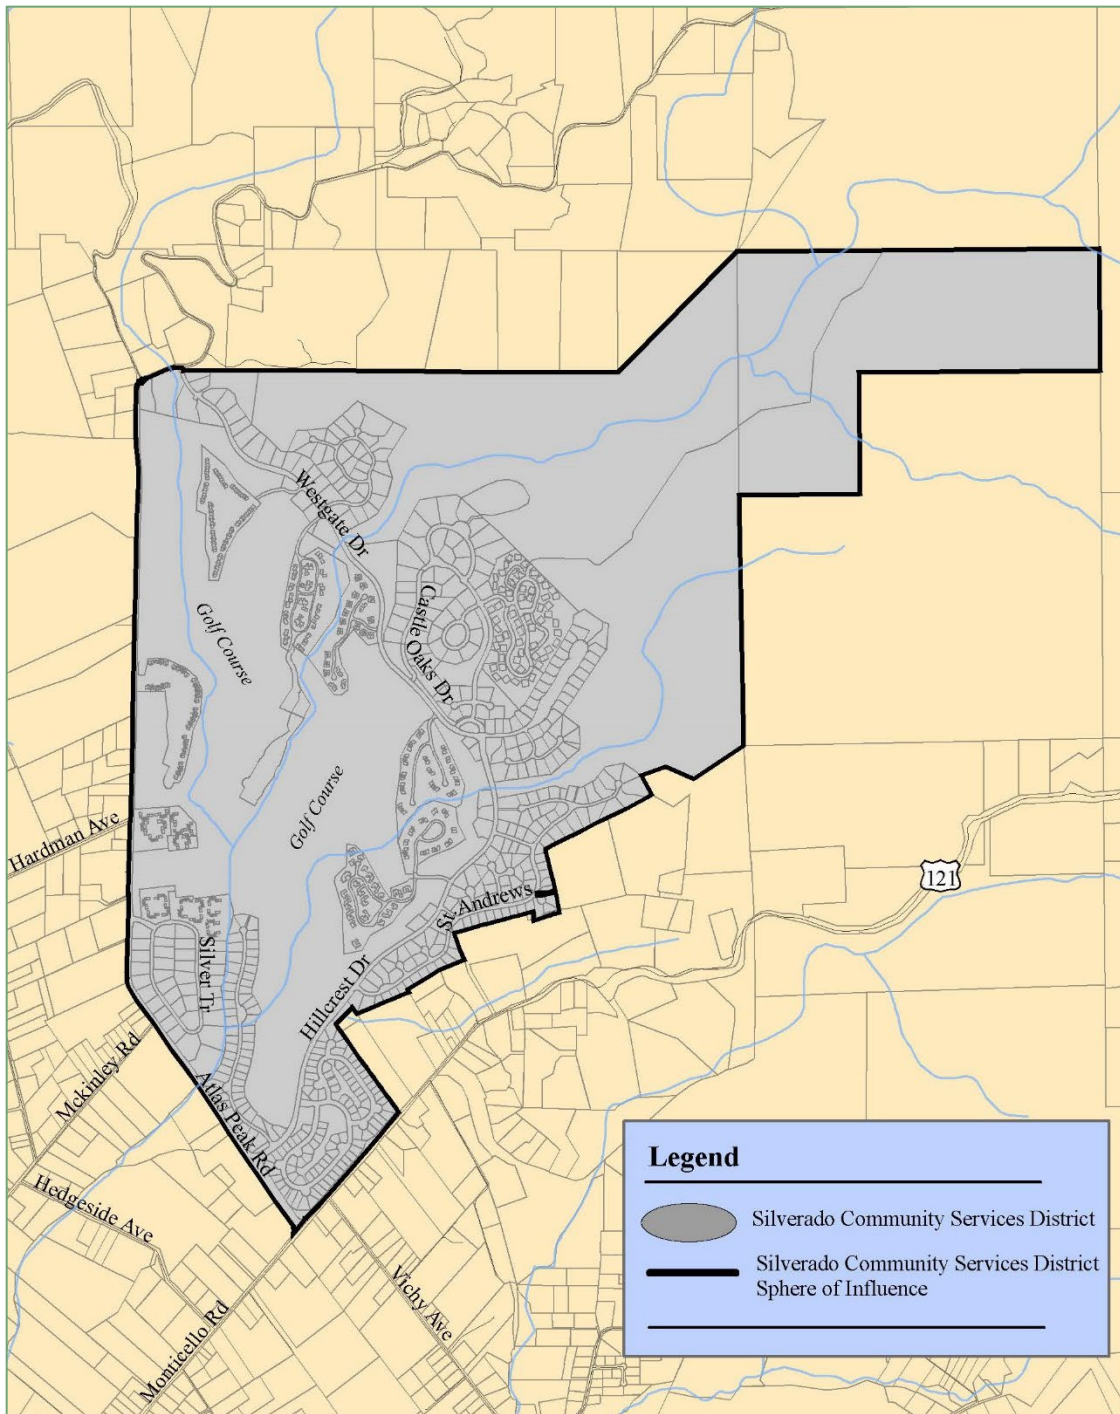 Westgate Dr
Castle Oaks Dr
Golf Course
Golf Course
Hardman Ave
121
St. Andrews
Silver Tr
Hillcrest Dr
Mckinley Rd
Atlas Peak Rd
Hedgeside Ave
Vichy Ave
Monticello Rd
Legend
Silverado Community Services District
Silverado Community Services District
Sphere of Influence